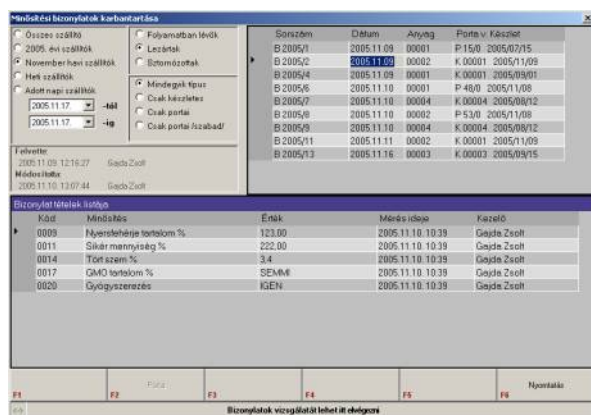 Minősítési bizonylatok karbantartása
Összes szállító
2005. évi szállítók
November havi szállítók
Heti szállítók
Adott napi szállítók
2005.11.17. -tól
2005.11.17. -ig
Folyamatban lévők
Lezártak
Sztornózottak
Mindegyik típus
Csak készletes
Csak portai
Csak portai /szabad/
Felvette:
2005.11.09. 12:16:27 Gajda Zsolt
Módosította:
2005.11.10. 13:07:44 Gajda Zsolt
Sorszám Dátum Anyag Porta v. Készlet
B 2005/1 2005.11.09 00001 P 15/0 2005/07/15
B 2005/2 2005.11.09 00002 K 00001 2005/11/09
B 2005/4 2005.11.09 00001 K 00001 2005/09/01
B 2005/6 2005.11.10 00001 P 48/0 2005/11/08
B 2005/7 2005.11.10 00004 K 00004 2005/08/12
B 2005/8 2005.11.10 00002 P 53/0 2005/11/08
B 2005/9 2005.11.10 00004 K 00004 2005/08/12
B 2005/11 2005.11.11 00002 K 00001 2005/11/09
B 2005/13 2005.11.16 00003 K 00003 2005/09/15
Bizonylat tételek listája
Kód Minősítés Érték Mérés ideje Kezelő
0009 Nyersfehérje tartalom % 123,00 2005.11.10. 10:39 Gajda Zsolt
0011 Sikér mennyiség % 222,00 2005.11.10. 10:39 Gajda Zsolt
0014 Tört szem % 3,4 2005.11.10. 10:39 Gajda Zsolt
0017 GMO tartalom % SEMMI 2005.11.10. 10:39 Gajda Zsolt
0020 Gyógyszerezés IGEN 2005.11.10. 10:39 Gajda Zsolt
Nyomtatás
F1 F2 F3 F4 F5 F6
Bizonylatok vizsgálatát lehet itt elvégezni